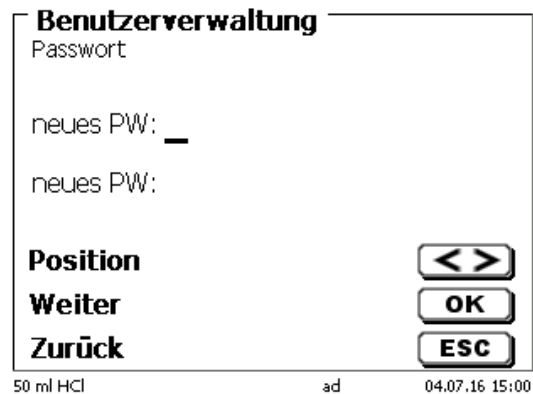 Benutzerverwaltung
Passwort
neues PW: _
neues PW:
Position < >
Weiter OK
Zurück ESC
50 ml HCl ad 04.07.16 15:00